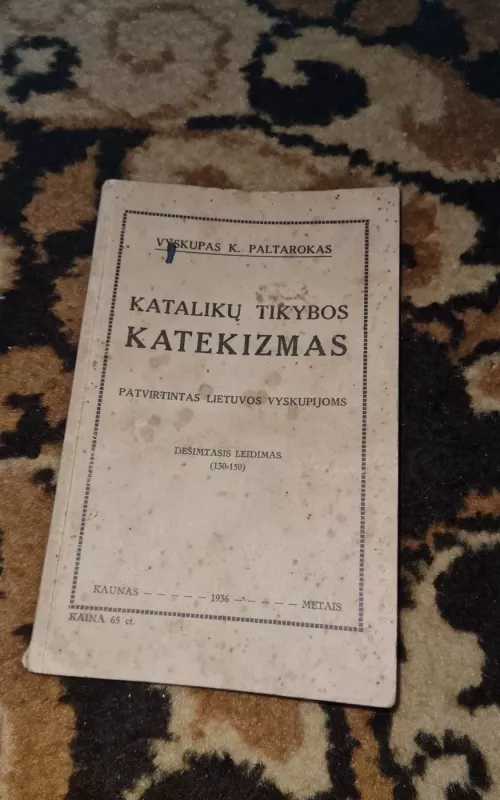 VYSKUPAS K. PALTAROKAS
KATALIKŲ TIKYBOS
KATEKIZMAS
PATVIRTINTAS LIETUVOS VYSKUPIJOMS
DEŠIMTASIS LEIDIMAS
(130-150)
KAUNAS — — — — — 1936 — — — — — METAIS
KAINA 65 ct.